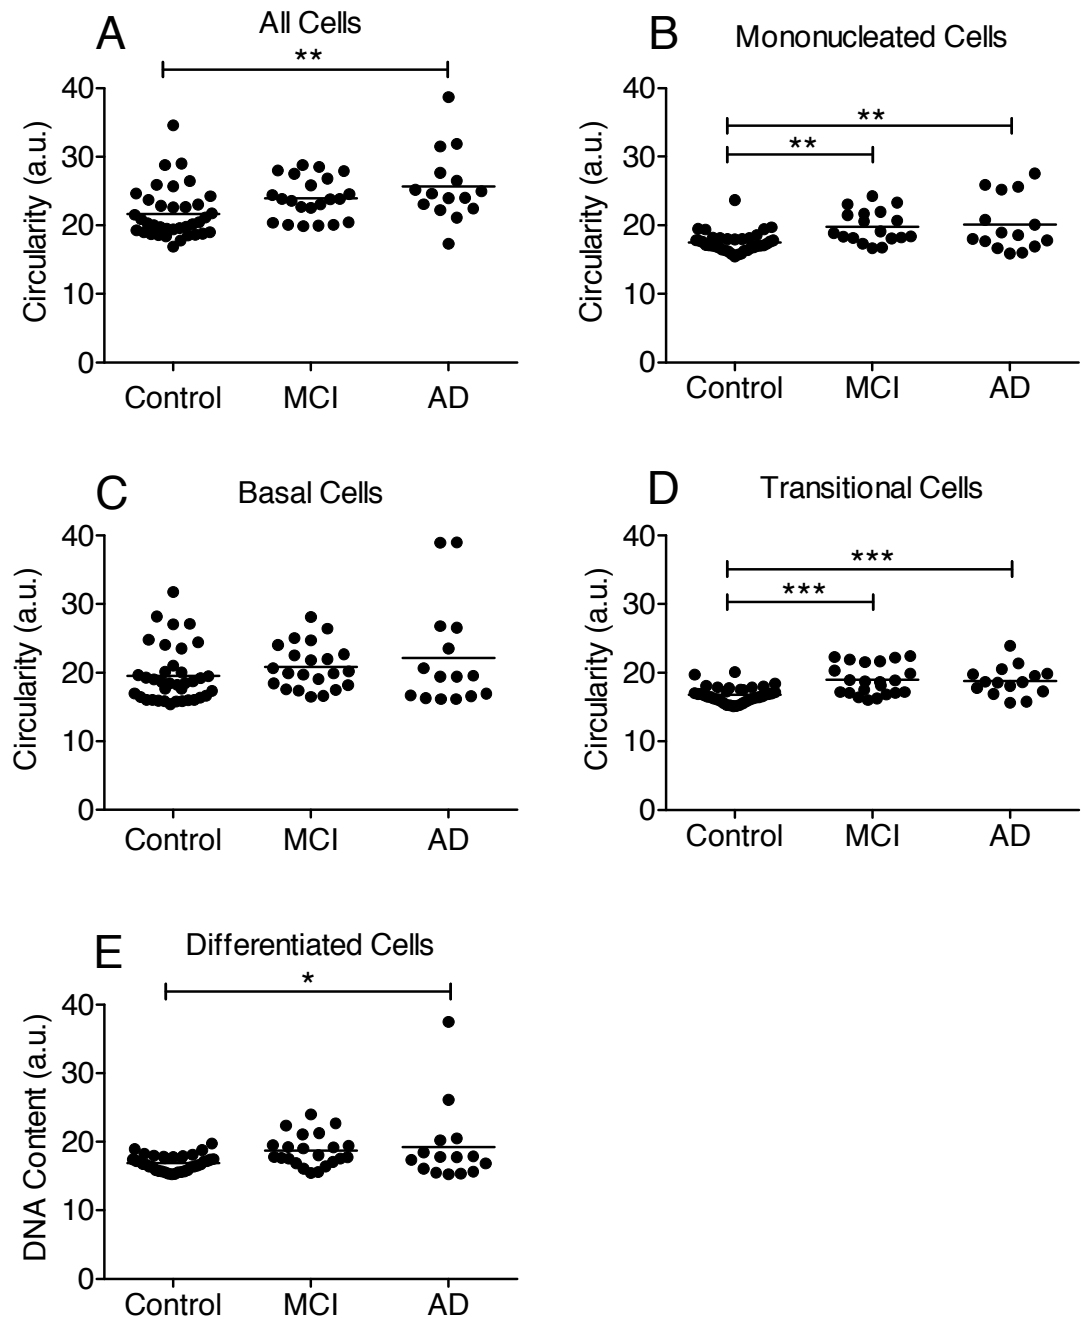 A
All Cells
**
Circularity (a.u.)
40
30
20
10
0
Control MCI AD
B
Mononucleated Cells
**
**
Circularity (a.u.)
40
30
20
10
0
Control MCI AD
C
Basal Cells
Circularity (a.u.)
40
30
20
10
0
Control MCI AD
D
Transitional Cells
***
***
Circularity (a.u.)
40
30
20
10
0
Control MCI AD
E
Differentiated Cells
*
DNA Content (a.u.)
40
30
20
10
0
Control MCI AD